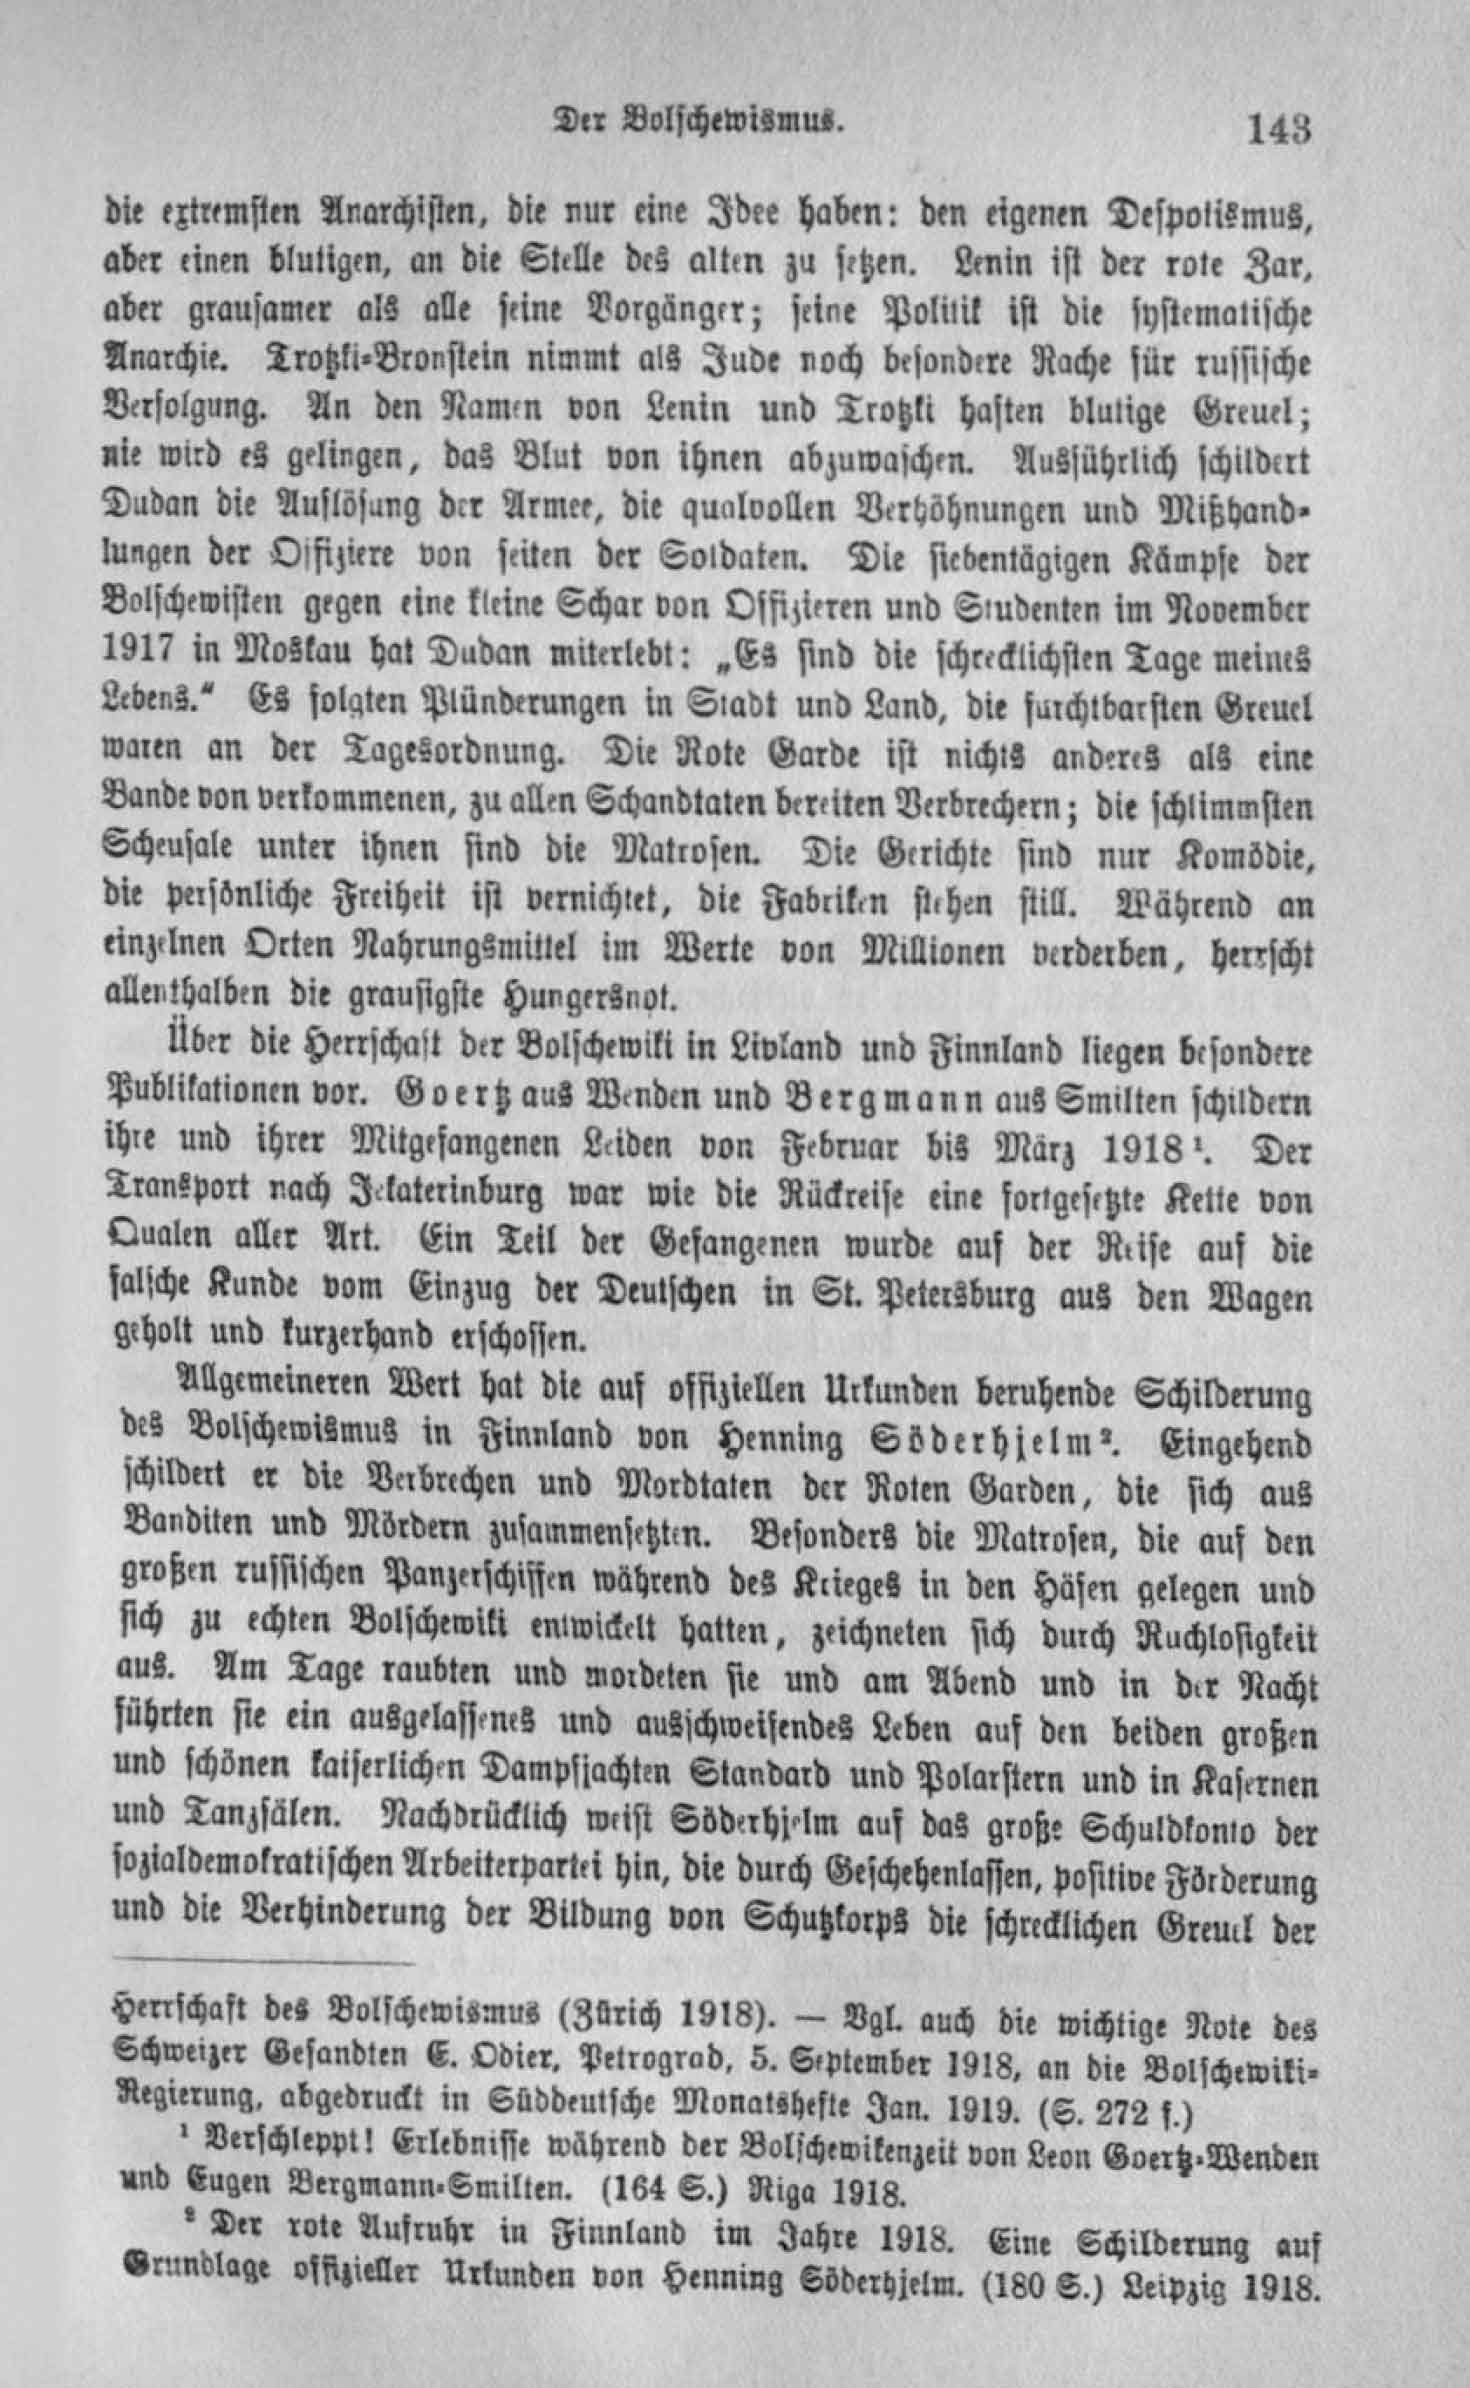 Der Bolschewismus.
143
die extremsten Anarchisten, die nur eine Idee haben: den eigenen Despotismus,
aber einen blutigen, an die Stelle des alten zu setzen. Lenin ist der rote Zar,
aber grausamer als alle seine Vorgänger; seine Politik ist die systematische
Anarchie. Trotzki-Bronstein nimmt als Jude noch besondere Rache für russische
Verfolgung. An den Namen von Lenin und Trotzki haften blutige Greuel;
nie wird es gelingen, das Blut von ihnen abzuwaschen. Ausführlich schildert
Dudan die Auflösung der Armee, die qualvollen Verhöhnungen und Mißhand-
lungen der Offiziere von seiten der Soldaten. Die siebentägigen Kämpfe der
Bolschewisten gegen eine kleine Schar von Offizieren und Studenten im November
1917 in Moskau hat Dudan miterlebt: „Es sind die schrecklichsten Tage meines
Lebens.“ Es folgten Plünderungen in Stadt und Land, die furchtbarsten Greuel
waren an der Tagesordnung. Die Rote Garde ist nichts anderes als eine
Bande von verkommenen, zu allen Schandtaten bereiten Verbrechern; die schlimmsten
Scheusale unter ihnen sind die Matrosen. Die Gerichte sind nur Komödie,
die persönliche Freiheit ist vernichtet, die Fabriken stehen still. Während an
einzelnen Orten Nahrungsmittel im Werte von Millionen verderben, herrscht
allenthalben die grausigste Hungersnot.
Über die Herrschaft der Bolschewiki in Livland und Finnland liegen besondere
Publikationen vor. Goertz aus Wenden und Bergmann aus Smilten schildern
ihre und ihrer Mitgefangenen Leiden von Februar bis März 1918¹. Der
Transport nach Jekaterinburg war wie die Rückreise eine fortgesetzte Kette von
Qualen aller Art. Ein Teil der Gefangenen wurde auf der Reise auf die
falsche Kunde vom Einzug der Deutschen in St. Petersburg aus den Wagen
geholt und kurzerhand erschossen.
Allgemeineren Wert hat die auf offiziellen Urkunden beruhende Schilderung
des Bolschewismus in Finnland von Henning Söderhjelm². Eingehend
schildert er die Verbrechen und Mordtaten der Roten Garden, die sich aus
Banditen und Mördern zusammensetzten. Besonders die Matrosen, die auf den
großen russischen Panzerschiffen während des Krieges in den Häfen gelegen und
sich zu echten Bolschewiki entwickelt hatten, zeichneten sich durch Ruchlosigkeit
aus. Am Tage raubten und mordeten sie und am Abend und in der Nacht
führten sie ein ausgelassenes und ausschweifendes Leben auf den beiden großen
und schönen kaiserlichen Dampfjachten Standard und Polarstern und in Kasernen
und Tanzsälen. Nachdrücklich weist Söderhjelm auf das große Schuldkonto der
sozialdemokratischen Arbeiterpartei hin, die durch Geschehenlassen, positive Förderung
und die Verhinderung der Bildung von Schutzkorps die schrecklichen Greuel der
Herrschaft des Bolschewismus (Zürich 1918). — Vgl. auch die wichtige Note des
Schweizer Gesandten E. Odier, Petrograd, 5. September 1918, an die Bolschewiki-
Regierung, abgedruckt in Süddeutsche Monatshefte Jan. 1919. (S. 272 f.)
¹ Verschleppt! Erlebnisse während der Bolschewikenzeit von Leon Goertz-Wenden
und Eugen Bergmann-Smilten. (164 S.) Riga 1918.
² Der rote Aufruhr in Finnland im Jahre 1918. Eine Schilderung auf
Grundlage offizieller Urkunden von Henning Söderhjelm. (180 S.) Leipzig 1918.